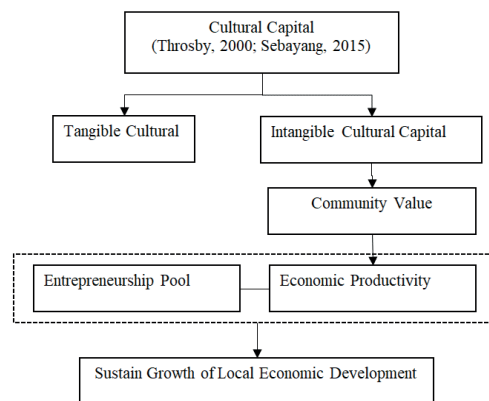 Cultural Capital
(Throsby, 2000; Sebayang, 2015)
Tangible Cultural
Intangible Cultural Capital
Community Value
Entrepreneurship Pool
Economic Productivity
Sustain Growth of Local Economic Development